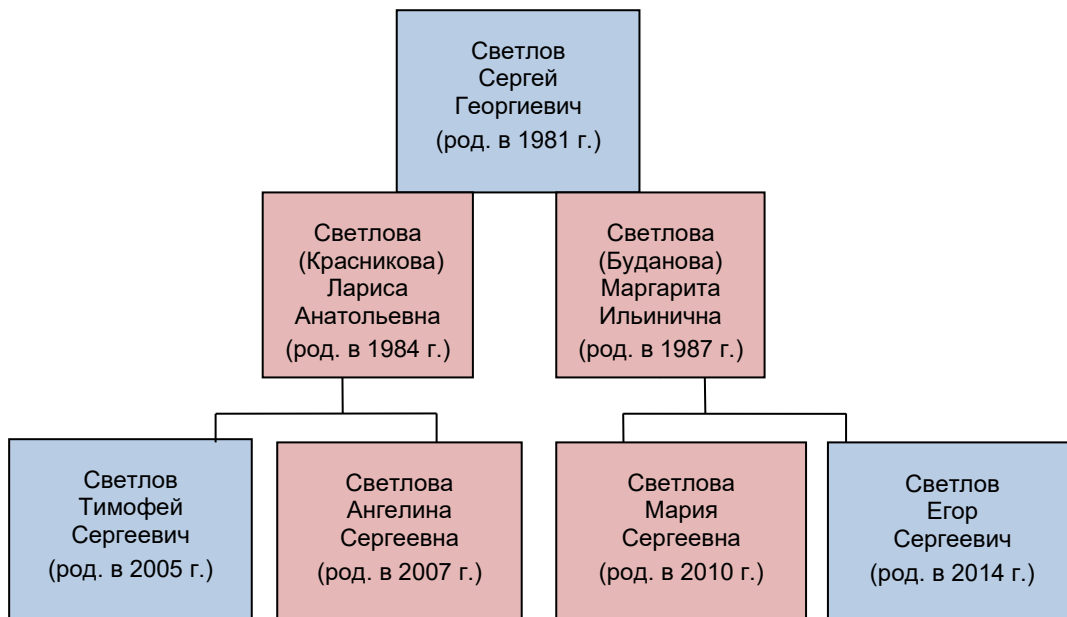 Светлов
Сергей
Георгиевич
(род. в 1981 г.)
Светлова
(Красникова)
Лариса
Анатольевна
(род. в 1984 г.)
Светлова
(Буданова)
Маргарита
Ильинична
(род. в 1987 г.)
Светлов
Тимофей
Сергеевич
(род. в 2005 г.)
Светлова
Ангелина
Сергеевна
(род. в 2007 г.)
Светлова
Мария
Сергеевна
(род. в 2010 г.)
Светлов
Егор
Сергеевич
(род. в 2014 г.)